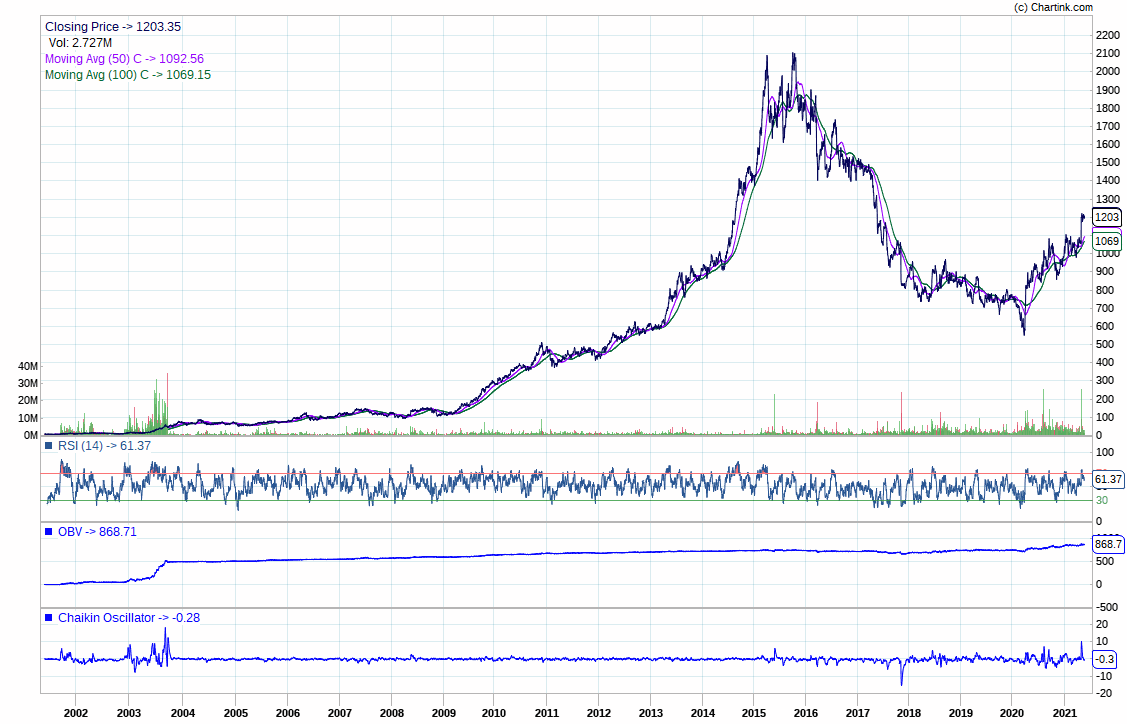 (c) Chartink.com
Closing Price -> 1203.35
Vol: 2.727M
Moving Avg (50) C -> 1092.56
Moving Avg (100) C -> 1069.15
2200
2100
2000
1900
1800
1700
1600
1500
1400
1300
1203
1069
1000
900
800
700
600
500
400
300
200
100
0
40M
30M
20M
10M
0M
RSI (14) -> 61.37
100
61.37
30
0
OBV -> 868.71
868.7
500
0
-500
Chaikin Oscillator -> -0.28
20
10
-0.3
-10
-20
2002 2003 2004 2005 2006 2007 2008 2009 2010 2011 2012 2013 2014 2015 2016 2017 2018 2019 2020 2021